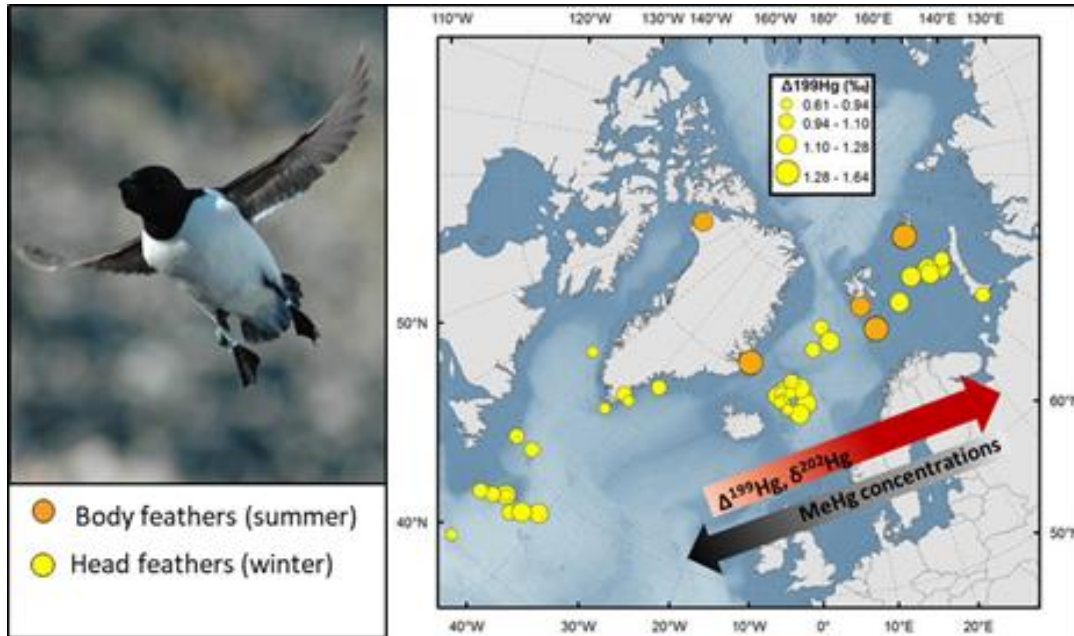 Body feathers (summer)
Head feathers (winter)
110°W
120°W
130°W
140°W
160°W
180°
160°E
140°E
130°E
Δ199Hg (‰)
0.61 - 0.94
0.94 - 1.10
1.10 - 1.28
1.28 - 1.64
50°N
40°N
60°N
50°N
Δ¹⁹⁹Hg, δ²⁰²Hg
MeHg concentrations
40°W
30°W
20°W
10°W
0°
10°E
20°E